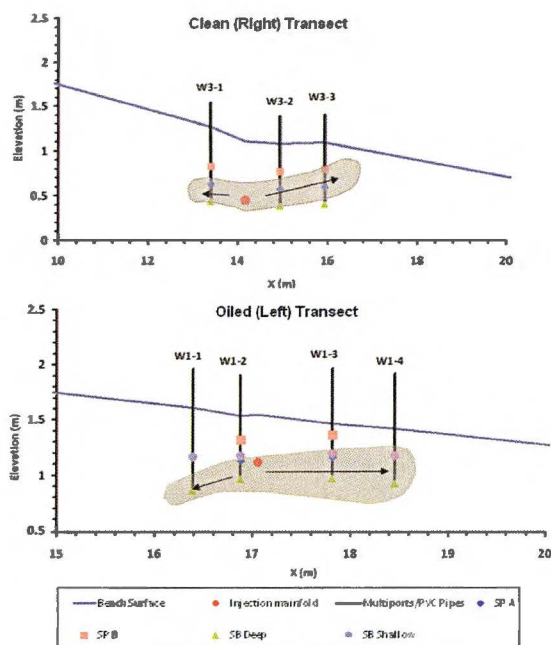 Clean (Right) Transect
2.5
2
1.5
1
0.5
0
Elevation (m)
W3-1
W3-2
W3-3
10
12
14
16
18
20
X (m)
Oiled (Left) Transect
2.5
2
1.5
1
0.5
Elevation (m)
W1-1
W1-2
W1-3
W1-4
15
16
17
18
19
20
X (m)
Beach Surface
Injection mainfold
Multiports/PVC Pipes
SP A
SP B
SB Deep
SB Shallow